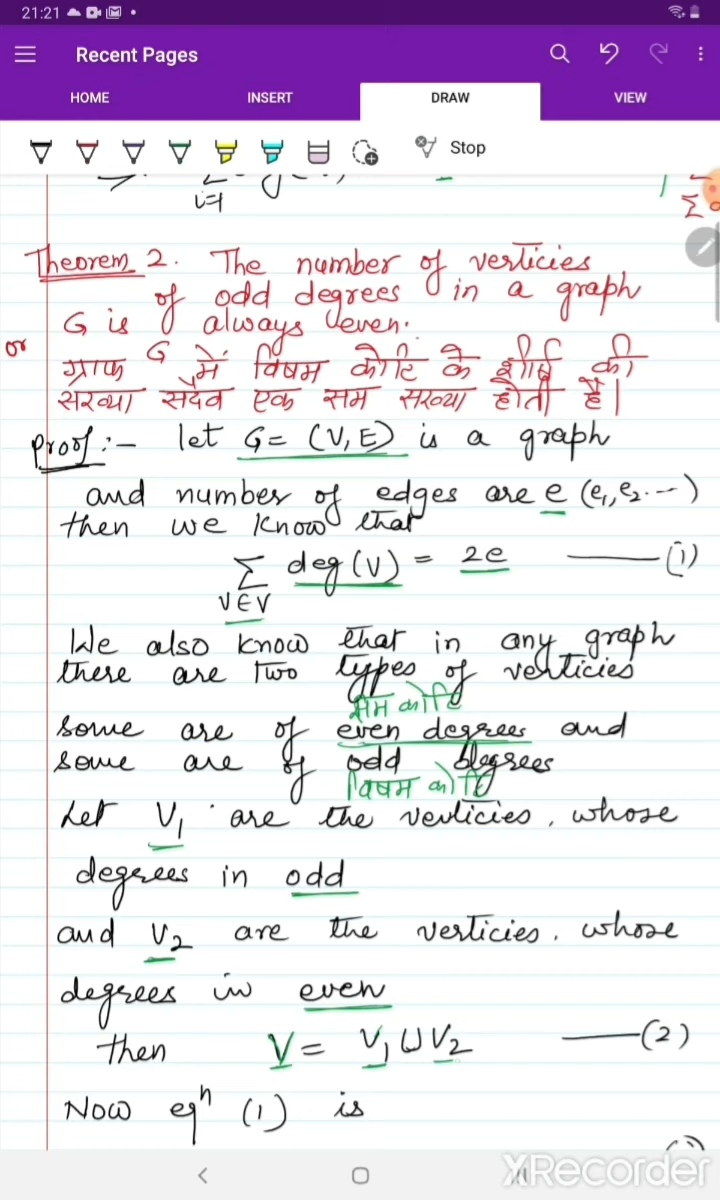 21:21
Recent Pages
HOME INSERT DRAW VIEW
Stop
i=1
Σ
Theorem 2. The number of verticies
of odd degrees in a graph
G is always even.
or
ग्राफ G में विषम कोटि के शीर्ष की
संख्या सदैव एक सम संख्या होती है।
Proof:- let G= (V,E) is a graph
and number of edges are e (e1, e2...)
then we know that
Σ deg(V) = 2e —— (1)
V∈V
We also know that in any graph
there are two types of verticies
सम कोटि
some are of even degrees and
some are of odd degrees
विषम कोटि
Let V1 are the verticies, whose
degrees in odd
and V2 are the verticies, whose
degrees in even
then V = V1 ∪ V2 —— (2)
Now eqn (1) is
XRecorder